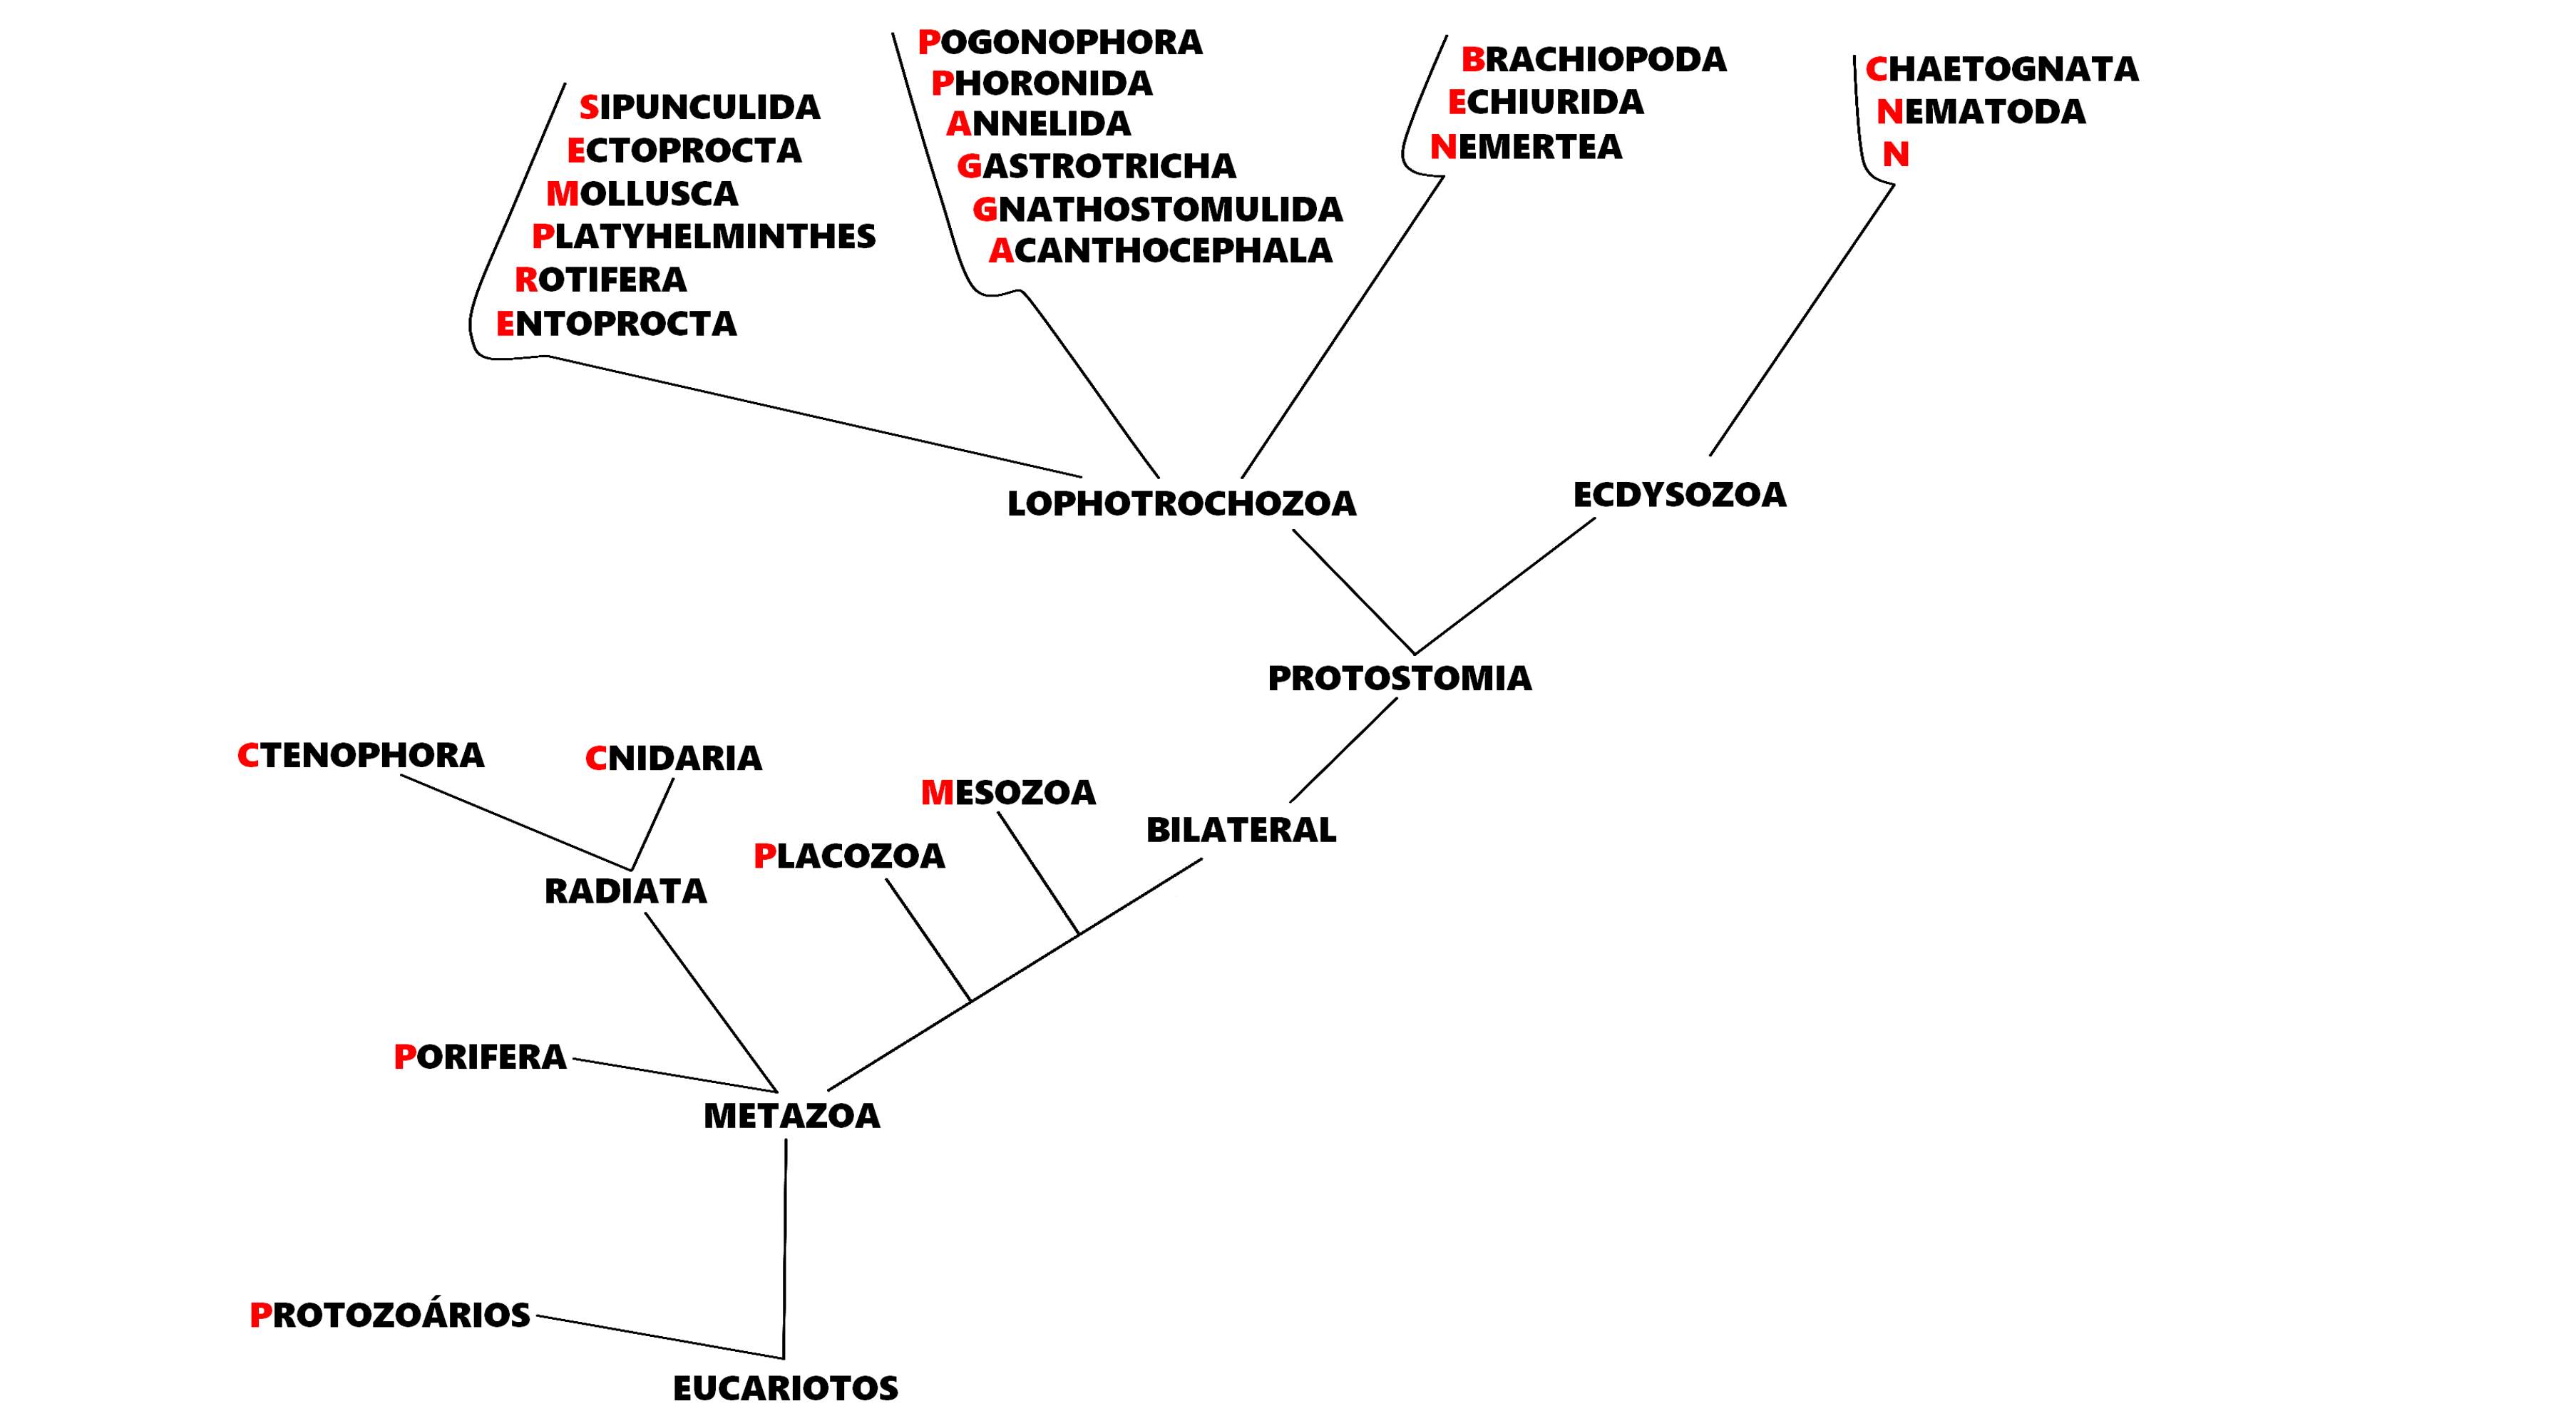 SIPUNCULIDA
ECTOPROCTA
MOLLUSCA
PLATYHELMINTHES
ROTIFERA
ENTOPROCTA
POGONOPHORA
PHORONIDA
ANNELIDA
GASTROTRICHA
GNATHOSTOMULIDA
ACANTHOCEPHALA
BRACHIOPODA
ECHIURIDA
NEMERTEA
CHAETOGNATA
NEMATODA
N
LOPHOTROCHOZOA
ECDYSOZOA
PROTOSTOMIA
CTENOPHORA
CNIDARIA
MESOZOA
BILATERAL
PLACOZOA
RADIATA
PORIFERA
METAZOA
PROTOZOÁRIOS
EUCARIOTOS